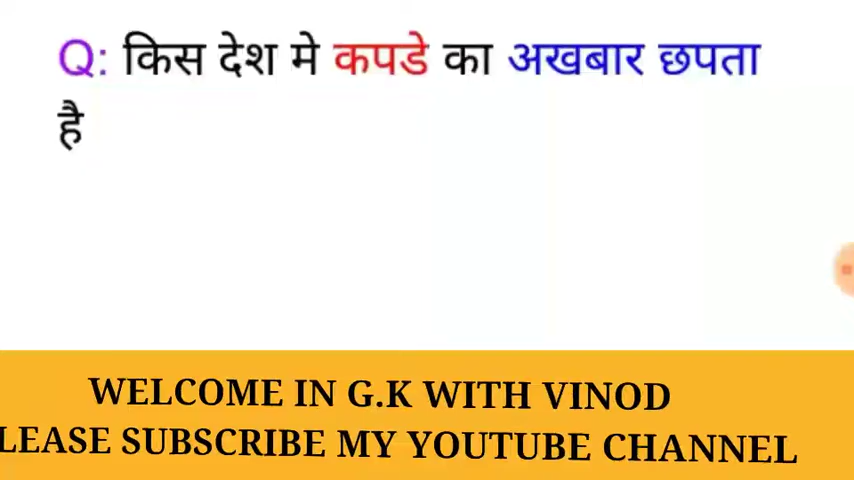 Q: किस देश मे कपडे का अखबार छपता
है
WELCOME IN G.K WITH VINOD
LEASE SUBSCRIBE MY YOUTUBE CHANNEL